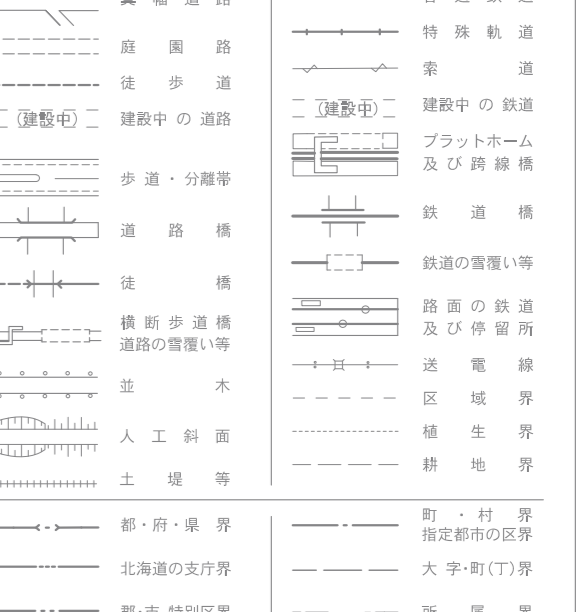 庭園路
徒歩道
(建設中) 建設中の道路
歩道・分離帯
道路橋
徒橋
横断歩道橋
道路の雪覆い等
並木
人工斜面
土堤等
都・府・県界
北海道の支庁界
郡・市・特別区界
特殊軌道
索道
(建設中) 建設中の鉄道
プラットホーム
及び跨線橋
鉄道橋
鉄道の雪覆い等
路面の鉄道
及び停留所
送電線
区域界
植生界
耕地界
町・村界
指定都市の区界
大字・町(丁)界